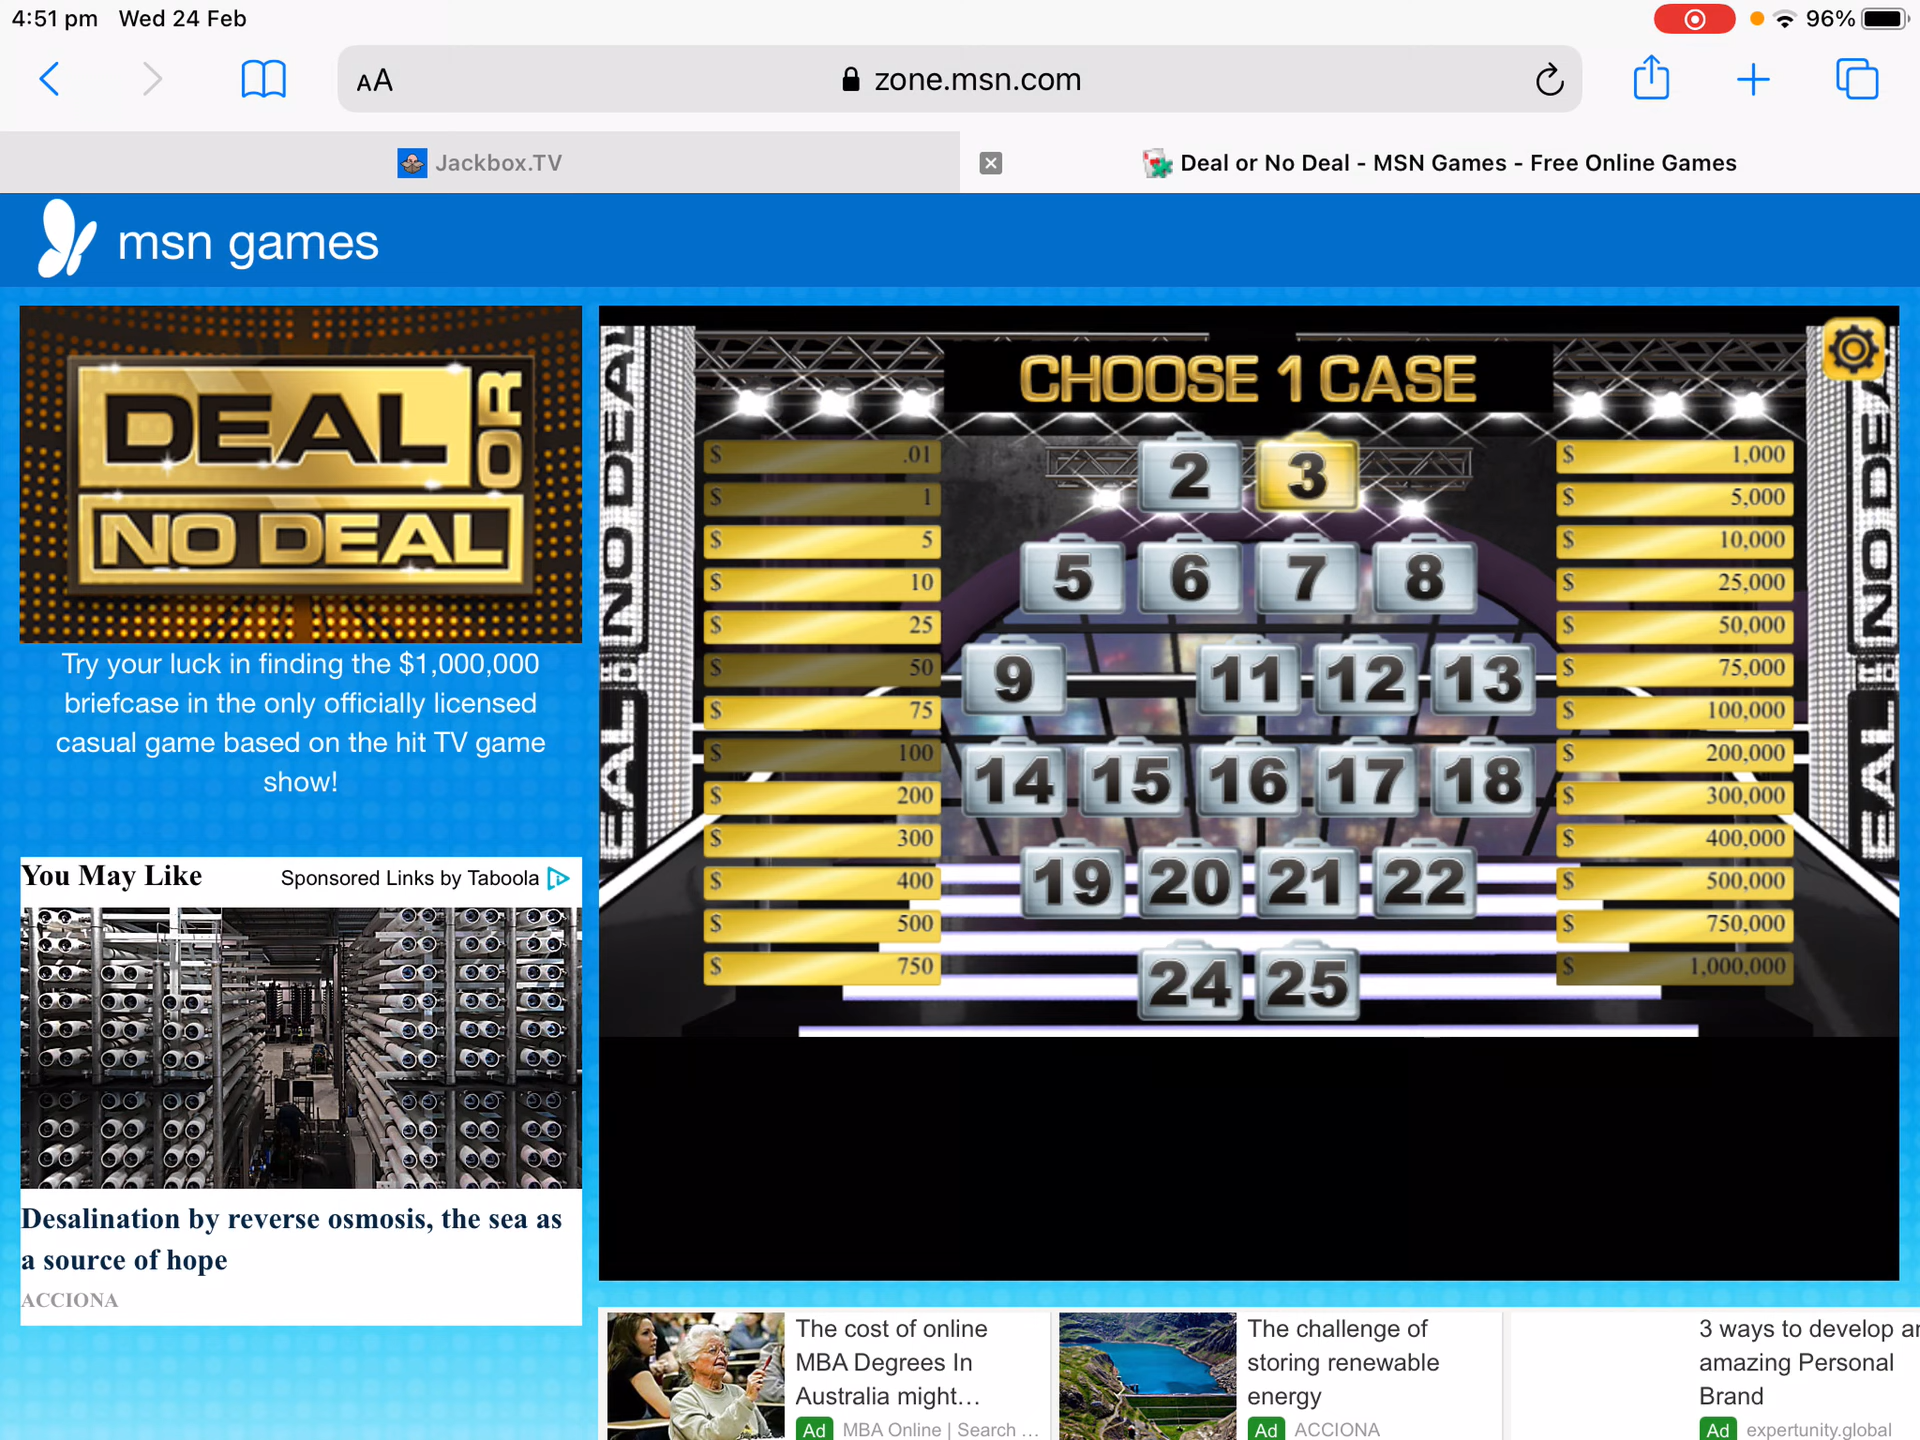 4:51 pm Wed 24 Feb
96%
AA
zone.msn.com
Jackbox.TV
Deal or No Deal - MSN Games - Free Online Games
msn games
DEAL
OR
NO DEAL
Try your luck in finding the $1,000,000
briefcase in the only officially licensed
casual game based on the hit TV game
show!
You May Like
Sponsored Links by Taboola
Desalination by reverse osmosis, the sea as
a source of hope
ACCIONA
CHOOSE 1 CASE
$ .01
$ 1
$ 5
$ 10
$ 25
$ 50
$ 75
$ 100
$ 200
$ 300
$ 400
$ 500
$ 750
2 3
5 6 7 8
9 11 12 13
14 15 16 17 18
19 20 21 22
24 25
$ 1,000
$ 5,000
$ 10,000
$ 25,000
$ 50,000
$ 75,000
$ 100,000
$ 200,000
$ 300,000
$ 400,000
$ 500,000
$ 750,000
$ 1,000,000
NO DEAL
EAL
NO DEA
EAL
The cost of online
MBA Degrees In
Australia might...
Ad MBA Online | Search ...
The challenge of
storing renewable
energy
Ad ACCIONA
3 ways to develop an
amazing Personal
Brand
Ad expertunity.global